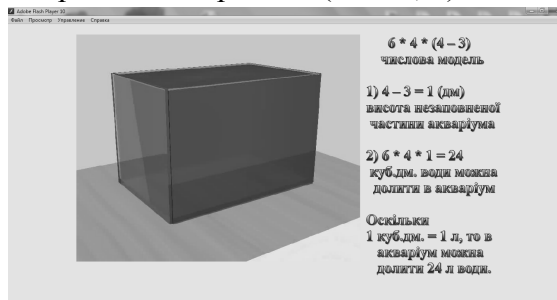 Adobe Flash Player 10
Файл Просмотр Управление Справка
6 * 4 * (4 – 3)
числова модель
1) 4 – 3 = 1 (дм)
висота незаповненої
частини акваріума
2) 6 * 4 * 1 = 24
куб.дм. води можна
долити в акваріум
Оскільки
1 куб.дм. = 1 л, то в
акваріум можна
долити 24 л води.